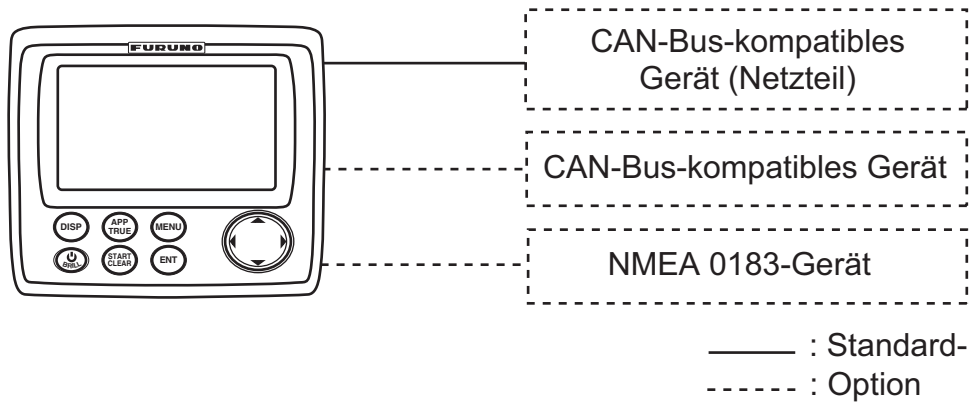 FURUNO
CAN-Bus-kompatibles
Gerät (Netzteil)
CAN-Bus-kompatibles Gerät
DISP
APP
TRUE
MENU
BRILL
START
CLEAR
ENT
NMEA 0183-Gerät
: Standard-
: Option